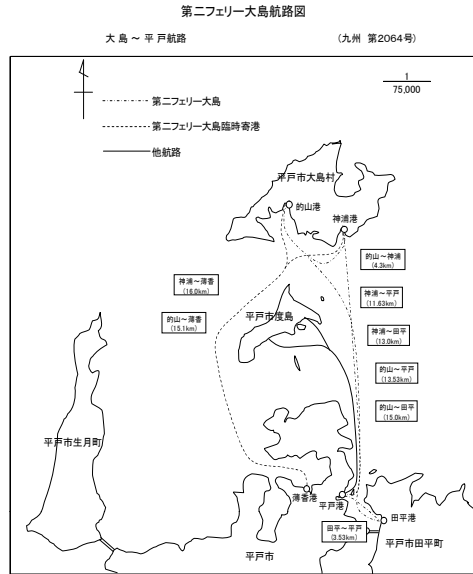 第二フェリー大島航路図
大 島 ～ 平 戸 航路
(九州 第2064号)
1
75,000
第二フェリー大島
第二フェリー大島臨時寄港
他航路
平戸市大島村
的山港
神浦港
的山～神浦
(4.3km)
神浦～薄香
(16.0km)
神浦～平戸
(11.63km)
的山～薄香
(15.1km)
平戸市度島
神浦～田平
(13.0km)
的山～平戸
(13.53km)
的山～田平
(15.0km)
平戸市生月町
薄香港
平戸港
田平港
田平～平戸
(3.53km)
平戸市田平町
平戸市